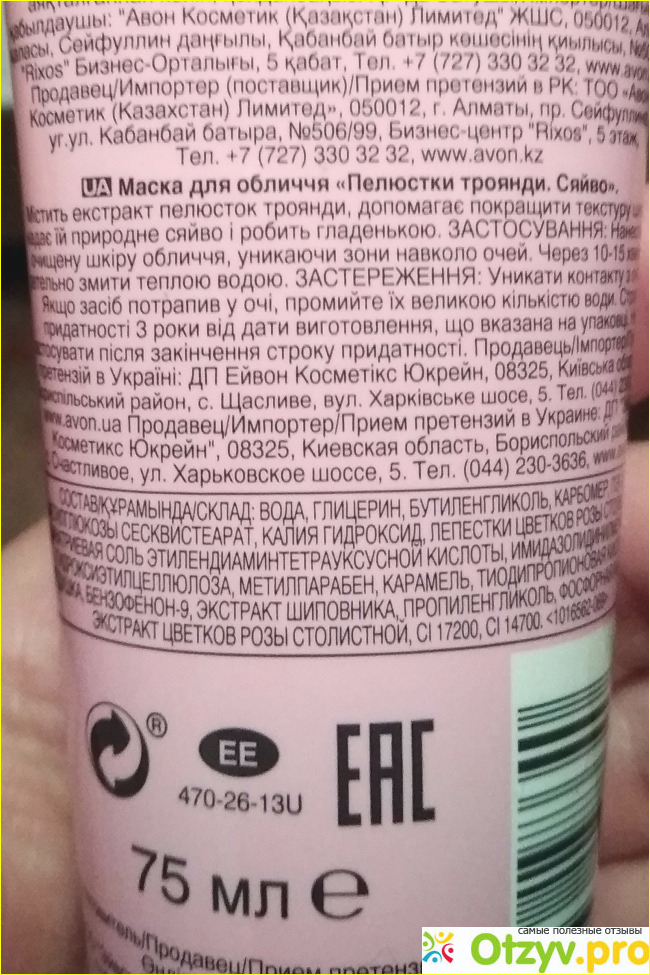 қабылдаушы: "Авон Косметик (Қазақстан) Лимитед" ЖШС, 050012,
Сейфуллин даңғылы, Қабанбай батыр көшесінің қиылысы,
"Rixos" Бизнес-Орталығы, 5 қабат, Тел. +7 (727) 330 32 32, www.avon
Продавец/Импортер (поставщик)/Прием претензий в РК: ТОО «Авон
Косметик (Казахстан) Лимитед», 050012, г. Алматы, пр. Сейфуллина
уг.ул. Кабанбай батыра, №506/99, Бизнес-центр "Rixos", 5 этаж,
Тел. +7 (727) 330 32 32, www.avon.kz
UA Маска для обличчя «Пелюстки троянди. Сяйво».
Містить екстракт пелюсток троянди, допомагає покращити текстуру
надає їй природне сяйво і робить гладенькою. ЗАСТОСУВАННЯ:
очищену шкіру обличчя, уникаючи зони навколо очей. Через 10-15
змити теплою водою. ЗАСТЕРЕЖЕННЯ: Уникати контакту з
Якщо засіб потрапив у очі, промийте їх великою кількістю води.
придатності 3 роки від дати виготовлення, що вказана на упаковці.
після закінчення строку придатності. Продавець/Імпортер/
претензій в Україні: ДП Ейвон Косметікс Юкрейн, 08325, Київська
район, с. Щасливе, вул. Харківське шосе, 5. Тел. (044)
www.avon.ua Продавец/Импортер/Прием претензий в Украине: ДП
Косметикс Юкрейн", 08325, Киевская область, Бориспольский
Счастливое, ул. Харьковское шоссе, 5. Тел. (044) 230-3636,
СОСТАВ/ҚҰРАМЫНДА/СКЛАД: ВОДА, ГЛИЦЕРИН, БУТИЛЕНГЛИКОЛЬ, КАРБОМЕР,
СЕСКВИСТЕАРАТ, КАЛИЯ ГИДРОКСИД, ЛЕПЕСТКИ ЦВЕТКОВ РОЗЫ
СОЛЬ ЭТИЛЕНДИАМИНТЕТРАУКСУСНОЙ КИСЛОТЫ,
МЕТИЛПАРАБЕН, КАРАМЕЛЬ, ТИОДИПРОПИОНОВАЯ
БЕНЗОФЕНОН-9, ЭКСТРАКТ ШИПОВНИКА, ПРОПИЛЕНГЛИКОЛЬ,
ЭКСТРАКТ ЦВЕТКОВ РОЗЫ СТОЛИСТНОЙ, CI 17200, CI 14700.
®
EE
470-26-13U
EAC
75 мл ℮
/Продавец/Прием
самые полезные отзывы
Otzyv.pro